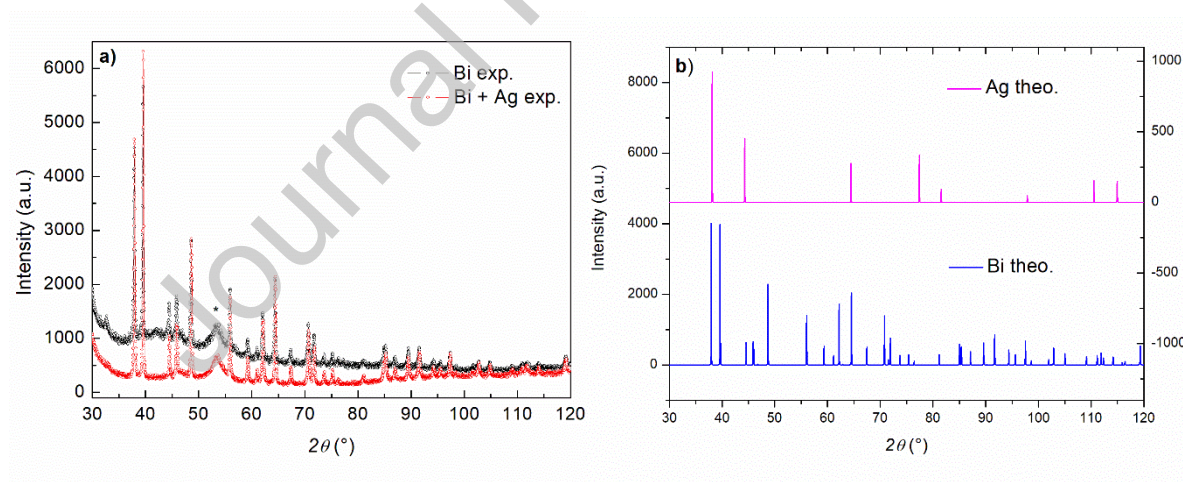 a)
Bi exp.
Bi + Ag exp.
*
Intensity (a.u.)
6000
5000
4000
3000
2000
1000
0
30 40 50 60 70 80 90 100 110 120
2θ (°)
Journal
b)
Ag theo.
Bi theo.
Intensity (a.u.)
8000
6000
4000
2000
0
1000
500
0
-500
-1000
30 40 50 60 70 80 90 100 110 120
2θ (°)